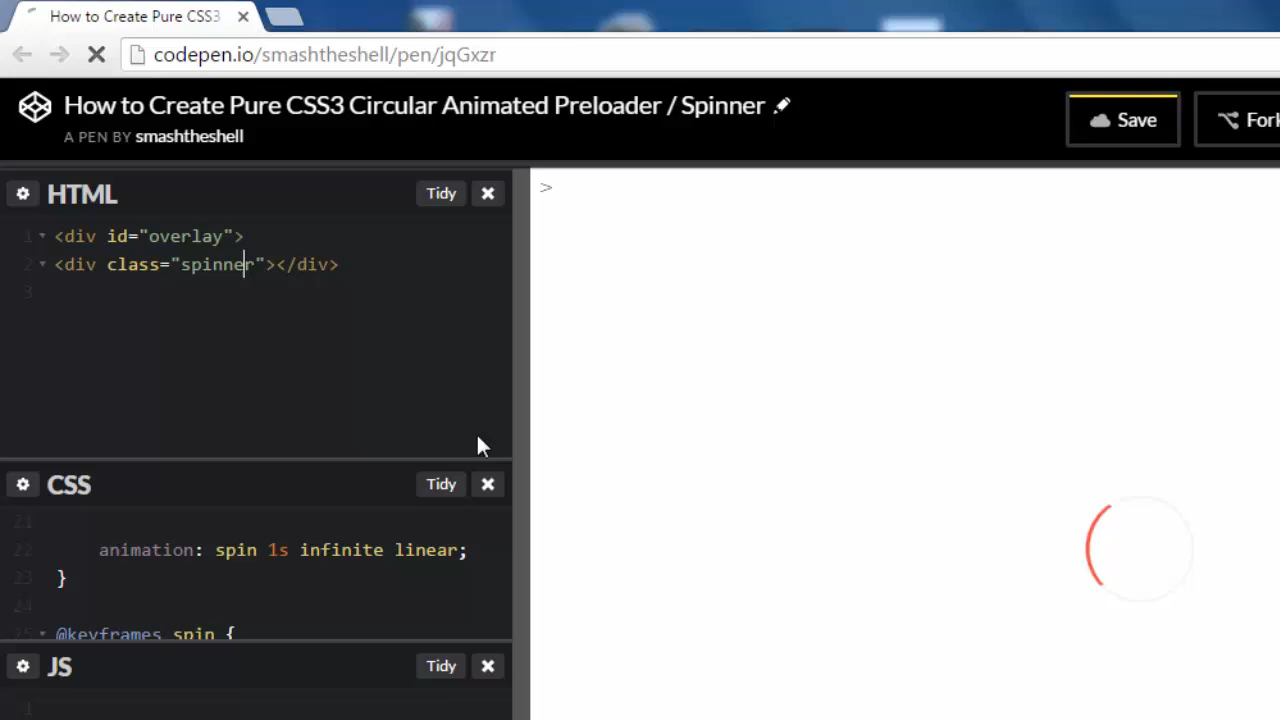 How to Create Pure CSS3
codepen.io/smashtheshell/pen/jqGxzr
How to Create Pure CSS3 Circular Animated Preloader / Spinner
A PEN BY smashtheshell
Save
Fork
HTML
Tidy
>
1 <div id="overlay">
2 <div class="spinner"></div>
3
CSS
Tidy
21
22 animation: spin 1s infinite linear;
23 }
24
25 @keyframes spin {
JS
Tidy
1